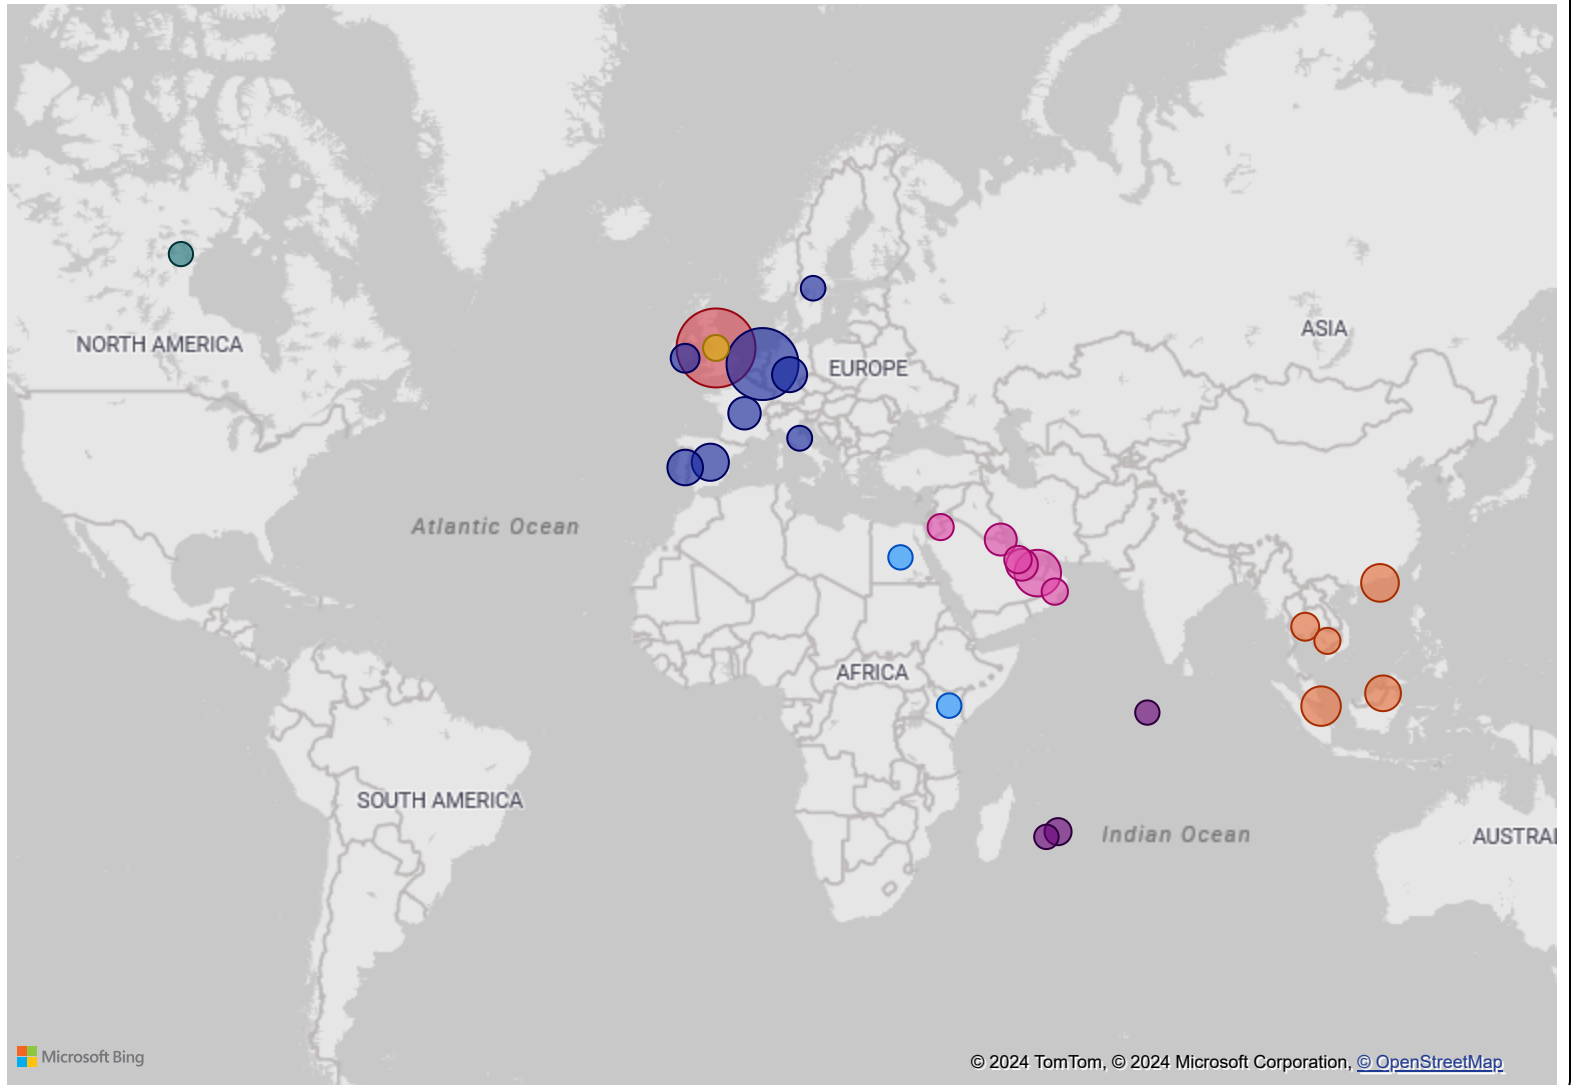 ASIA
NORTH AMERICA
EUROPE
Atlantic Ocean
AFRICA
SOUTH AMERICA
Indian Ocean
AUSTRAL
Microsoft Bing
© 2024 TomTom, © 2024 Microsoft Corporation, © OpenStreetMap